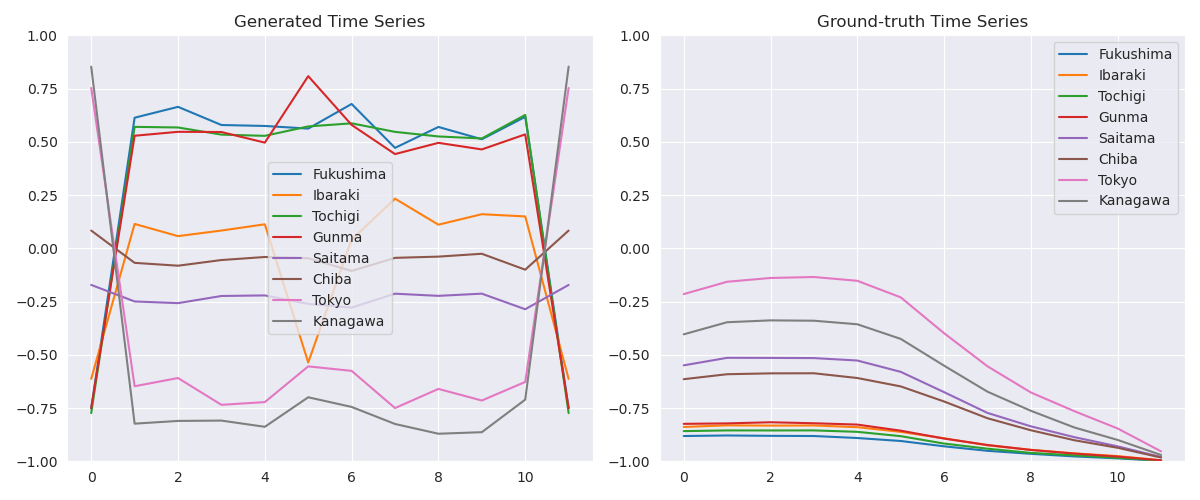 Generated Time Series
1.00
0.75
0.50
0.25
0.00
−0.25
−0.50
−0.75
−1.00
0 2 4 6 8 10
Fukushima
Ibaraki
Tochigi
Gunma
Saitama
Chiba
Tokyo
Kanagawa
Ground-truth Time Series
1.00
0.75
0.50
0.25
0.00
−0.25
−0.50
−0.75
−1.00
0 2 4 6 8 10
Fukushima
Ibaraki
Tochigi
Gunma
Saitama
Chiba
Tokyo
Kanagawa